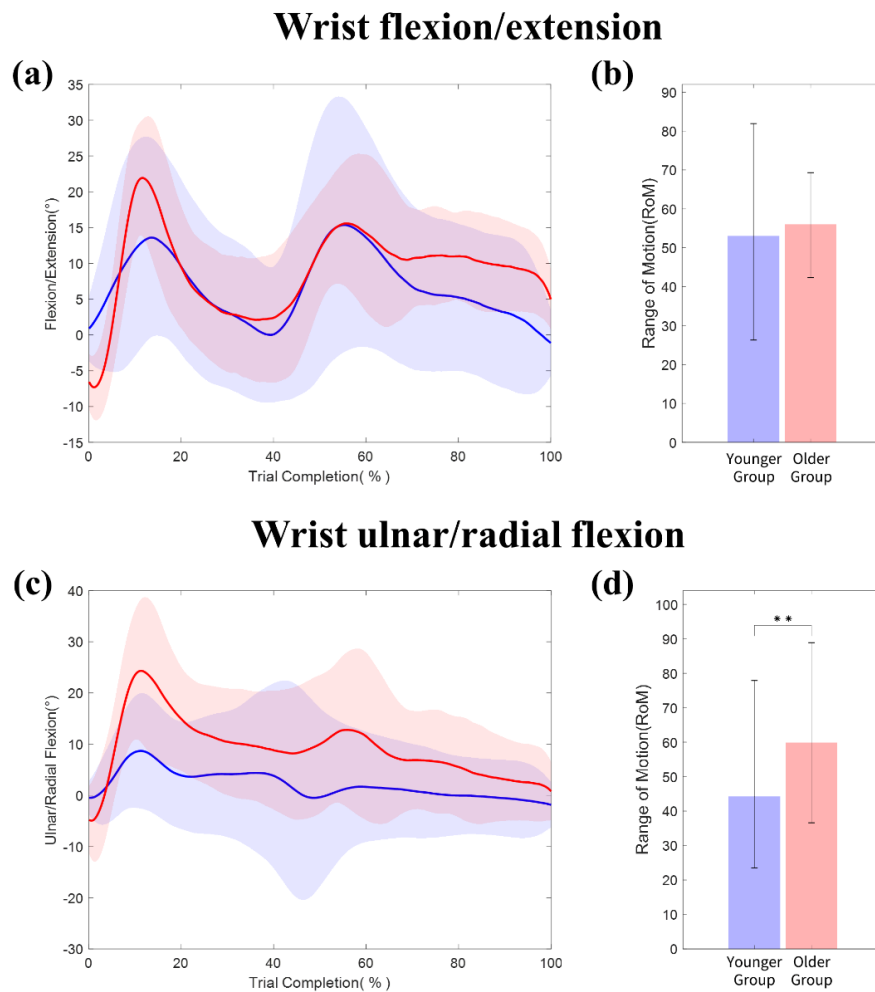 Wrist flexion/extension
(a)
35
30
25
20
15
10
5
0
-5
-10
-15
Flexion/Extension(°)
0 20 40 60 80 100
Trial Completion( % )
(b)
90
80
70
60
50
40
30
20
10
0
Range of Motion(RoM)
Younger Older
Group Group
Wrist ulnar/radial flexion
(c)
40
30
20
10
0
-10
-20
-30
Ulnar/Radial Flexion(°)
0 20 40 60 80 100
Trial Completion( % )
(d)
100
90
80
70
60
50
40
30
20
10
0
Range of Motion(RoM)
**
Younger Older
Group Group